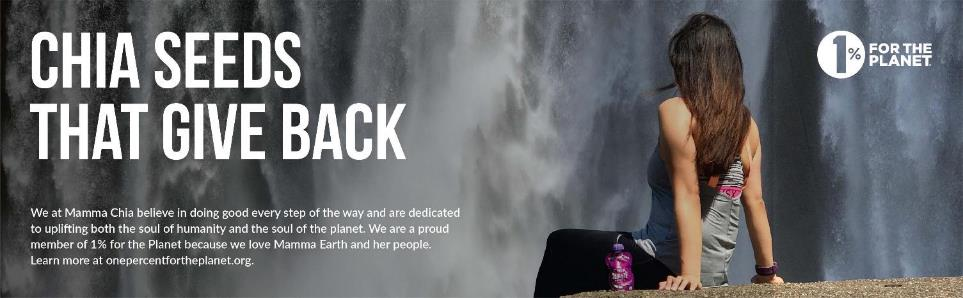 CHIA SEEDS
THAT GIVE BACK
1% FOR THE
PLANET
We at Mamma Chia believe in doing good every step of the way and are dedicated
to uplifting both the soul of humanity and the soul of the planet. We are a proud
member of 1% for the Planet because we love Mamma Earth and her people.
Learn more at onepercentfortheplanet.org.